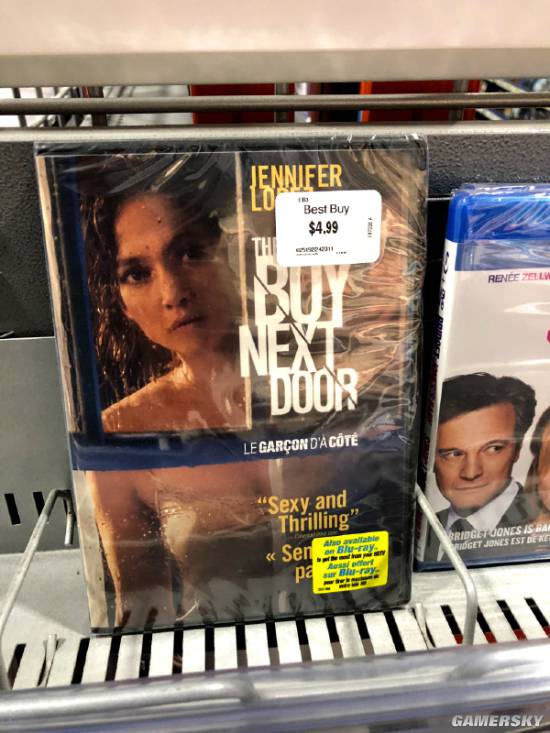 JENNIFER
Best Buy
$4.99
THE
BOY
NEXT
DOOR
LE GARÇON D'À CÔTÉ
"Sexy and
Thrilling"
« Sen
pa
Also available
on Blu-ray
Aussi offert
sur Blu-ray
RENÉE ZELLW
BRIDGET JONES IS BA
BRIDGET JONES EST DE RE
GAMERSKY